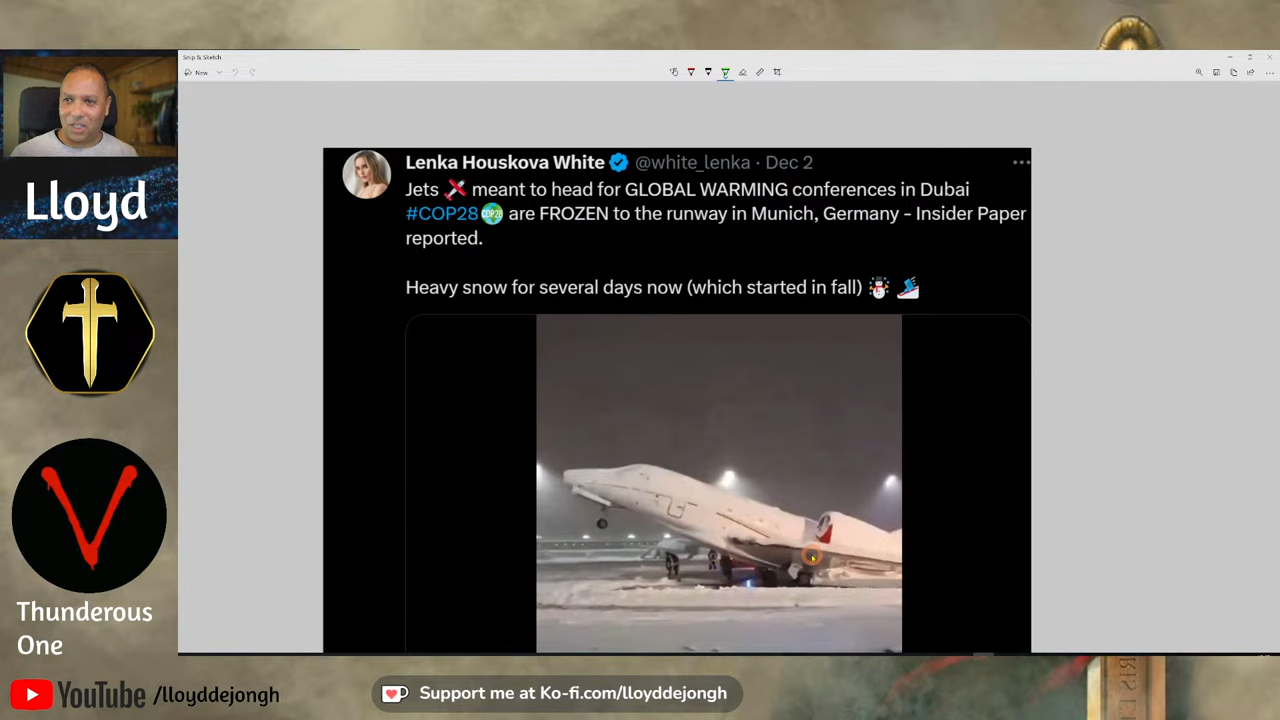 Snip & Sketch
New
Lloyd
Lenka Houskova White @white_lenka · Dec 2
Jets meant to head for GLOBAL WARMING conferences in Dubai
#COP28 are FROZEN to the runway in Munich, Germany - Insider Paper
reported.
Heavy snow for several days now (which started in fall)
V
Thunderous
One
YouTube /lloyddejongh
Support me at Ko-fi.com/lloyddejongh